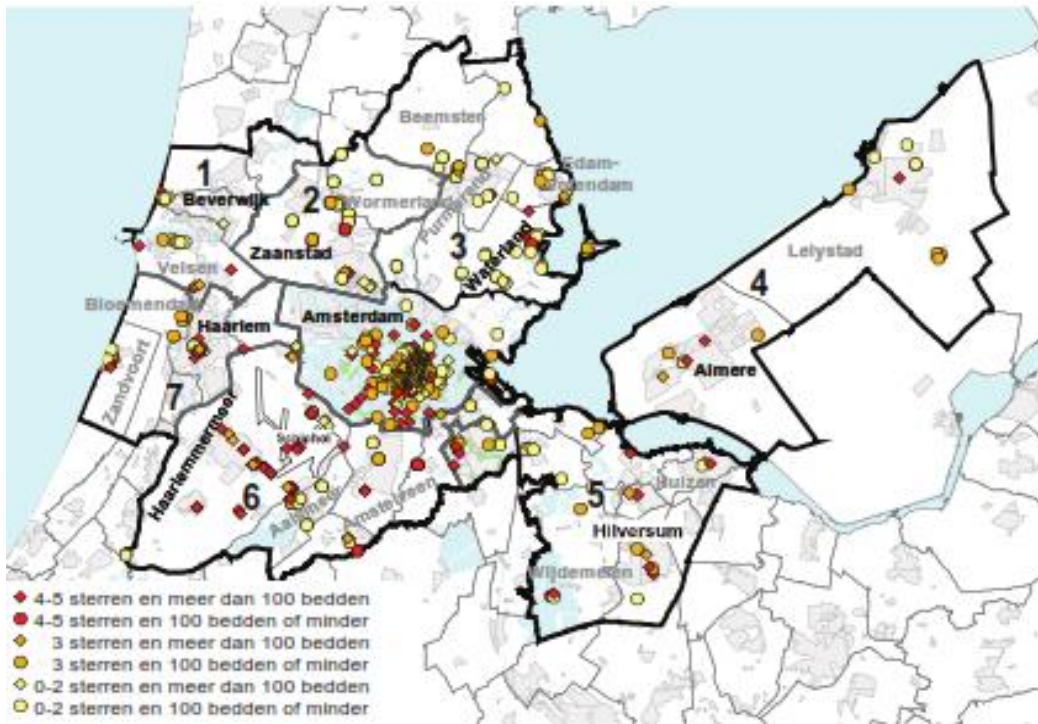 Beemster
1
Beverwijk
2
Wormerland
Edam-
Volendam
Purmerend
3
Waterland
Zaanstad
Velsen
Lelystad
4
Bloemendaal
Haarlem
Amsterdam
Almere
Zandvoort
7
Haarlemmermeer
Schiphol
6
Aalsmeer
Amstelveen
Huizen
5
Hilversum
Wijdemeren
4-5 sterren en meer dan 100 bedden
4-5 sterren en 100 bedden of minder
3 sterren en meer dan 100 bedden
3 sterren en 100 bedden of minder
0-2 sterren en meer dan 100 bedden
0-2 sterren en 100 bedden of minder